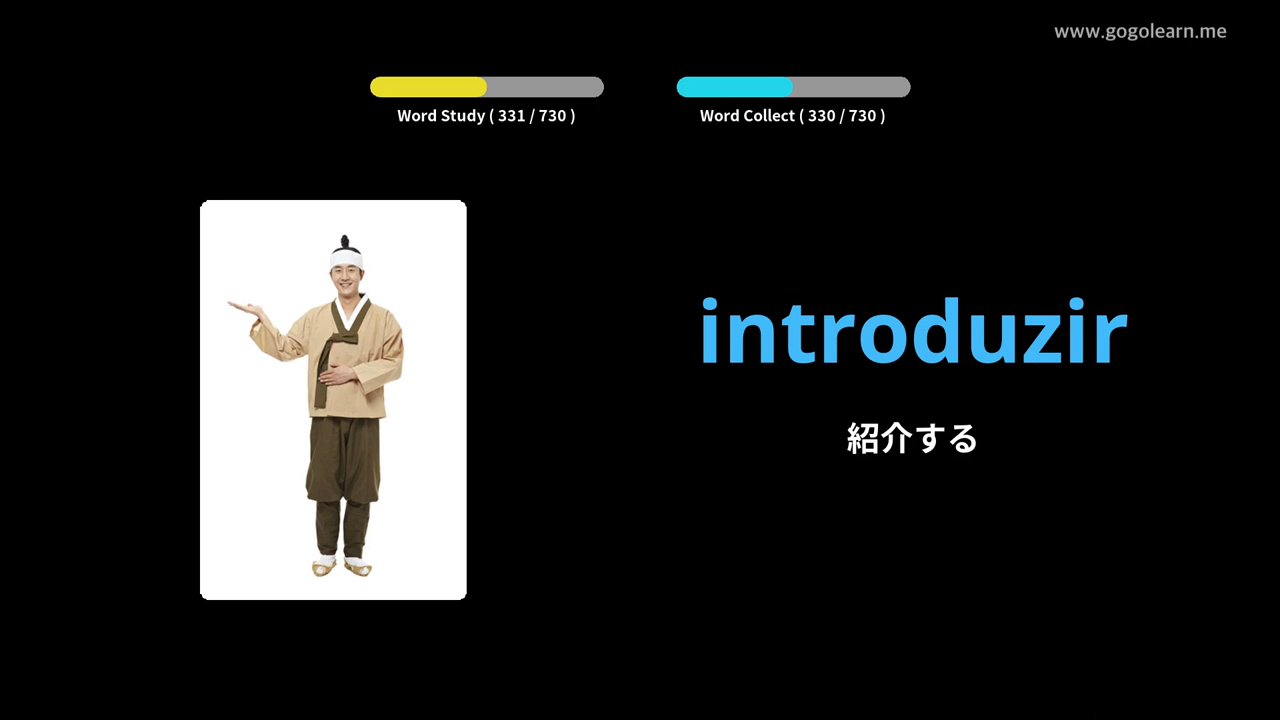 www.gogolearn.me
Word Study ( 331 / 730 )
Word Collect ( 330 / 730 )
introduzir
紹介する